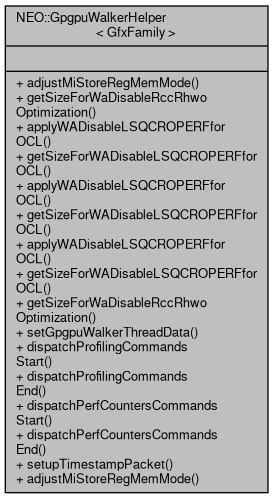 NEO::GpgpuWalkerHelper
< GfxFamily >
+ adjustMiStoreRegMemMode()
+ getSizeForWaDisableRccRhwo
Optimization()
+ applyWADisableLSQCROPERFfor
OCL()
+ getSizeForWADisableLSQCROPERFfor
OCL()
+ applyWADisableLSQCROPERFfor
OCL()
+ getSizeForWADisableLSQCROPERFfor
OCL()
+ applyWADisableLSQCROPERFfor
OCL()
+ getSizeForWADisableLSQCROPERFfor
OCL()
+ getSizeForWaDisableRccRhwo
Optimization()
+ setGpgpuWalkerThreadData()
+ dispatchProfilingCommands
Start()
+ dispatchProfilingCommands
End()
+ dispatchPerfCountersCommands
Start()
+ dispatchPerfCountersCommands
End()
+ setupTimestampPacket()
+ adjustMiStoreRegMemMode()